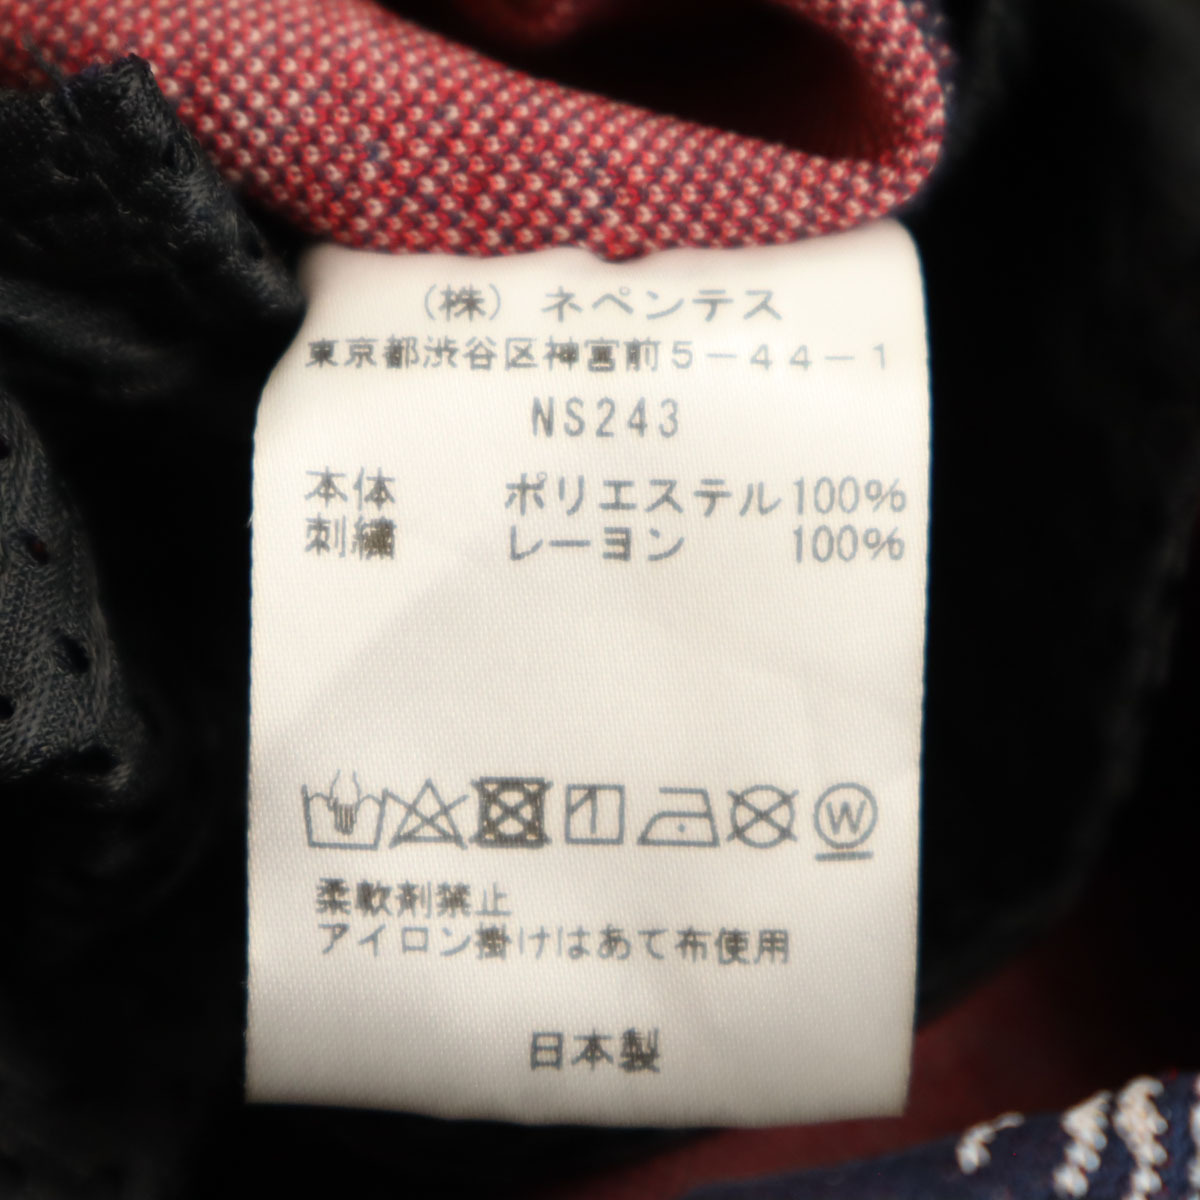 (株) ネペンテス
東京都渋谷区神宮前5-44-1
NS243
本体 ポリエステル100%
刺繍 レーヨン 100%
W
柔軟剤禁止
アイロン掛けはあて布使用
日本製